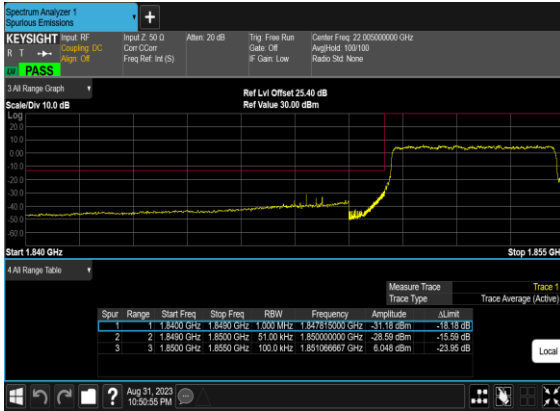 Spectrum Analyzer 1
Spurious Emissions
KEYSIGHT Input: RF Input Z: 50 Ω Atten: 20 dB Trig: Free Run Center Freq: 22.005000000 GHz
R T Coupling: DC Corr CCorr Gate: Off Avg|Hold: 100/100
Align: Off Freq Ref: Int (S) IF Gain: Low Radio Std: None
PASS
3 All Range Graph
Ref Lvl Offset 25.40 dB
Scale/Div 10.0 dB Ref Value 30.00 dBm
Log
20.0
10.0
0.00
-10.0
-20.0
-30.0
-40.0
-50.0
-60.0
Start 1.840 GHz Stop 1.855 GH
4 All Range Table
Measure Trace Trace 1
Trace Type Trace Average (Active)
Spur Range Start Freq Stop Freq RBW Frequency Amplitude ΔLimit
1 1 1.8400 GHz 1.8490 GHz 1.000 MHz 1.847815000 GHz -31.18 dBm -18.18 dB
2 2 1.8490 GHz 1.8500 GHz 51.00 kHz 1.850000000 GHz -28.59 dBm -15.59 dB
3 3 1.8500 GHz 1.8550 GHz 100.0 kHz 1.851066667 GHz 6.048 dBm -23.95 dB
Local
Aug 31, 2023
10:50:55 PM